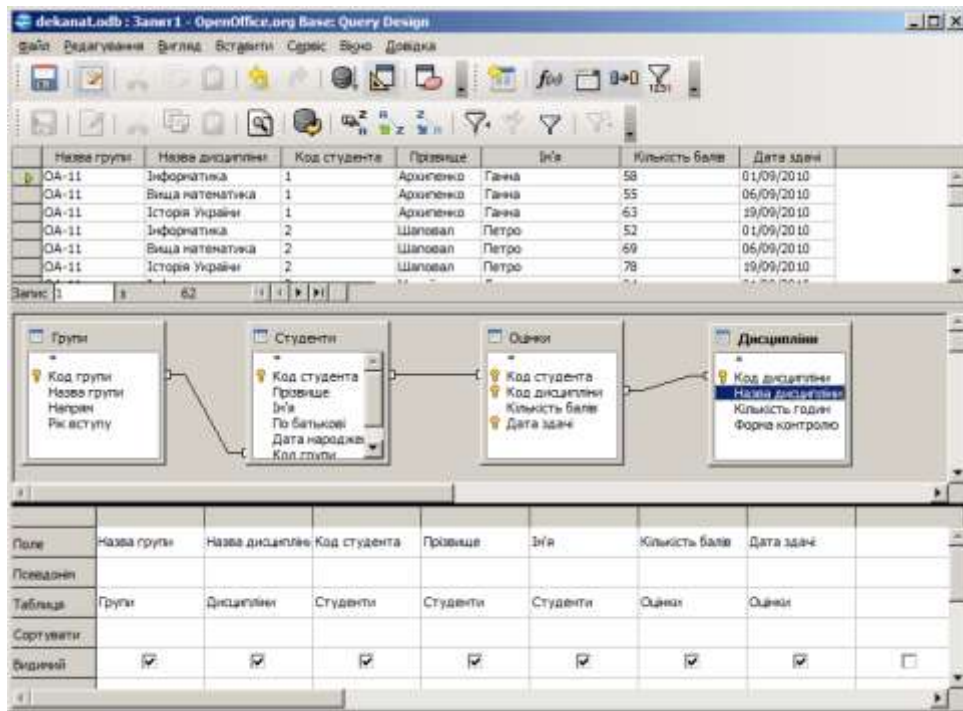 dekanat.odb : Запит1 - OpenOffice.org Base: Query Design
Файл Редагування Вигляд Вставити Сервіс Вікно Довідка
Назва групи Назва дисципліни Код студента Прізвище Ім'я Кількість балів Дата здачі
ОА-11 Інформатика 1 Архипенко Ганна 58 01/09/2010
ОА-11 Вища математика 1 Архипенко Ганна 55 06/09/2010
ОА-11 Історія України 1 Архипенко Ганна 63 19/09/2010
ОА-11 Інформатика 2 Шаповал Петро 52 01/09/2010
ОА-11 Вища математика 2 Шаповал Петро 69 06/09/2010
ОА-11 Історія України 2 Шаповал Петро 78 19/09/2010
Запис 1 з 62
Групи
*
Код групи
Назва групи
Напрям
Рік вступу
Студенти
*
Код студента
Прізвище
Ім'я
По батькові
Дата народжен
Код групи
Оцінки
*
Код студента
Код дисципліни
Кількість балів
Дата здачі
Дисципліни
*
Код дисципліни
Назва дисципліни
Кількість годин
Форма контролю
Поле Назва групи Назва дисципліни Код студента Прізвище Ім'я Кількість балів Дата здачі
Псевдонім
Таблиця Групи Дисципліни Студенти Студенти Студенти Оцінки Оцінки
Сортувати
Видимий